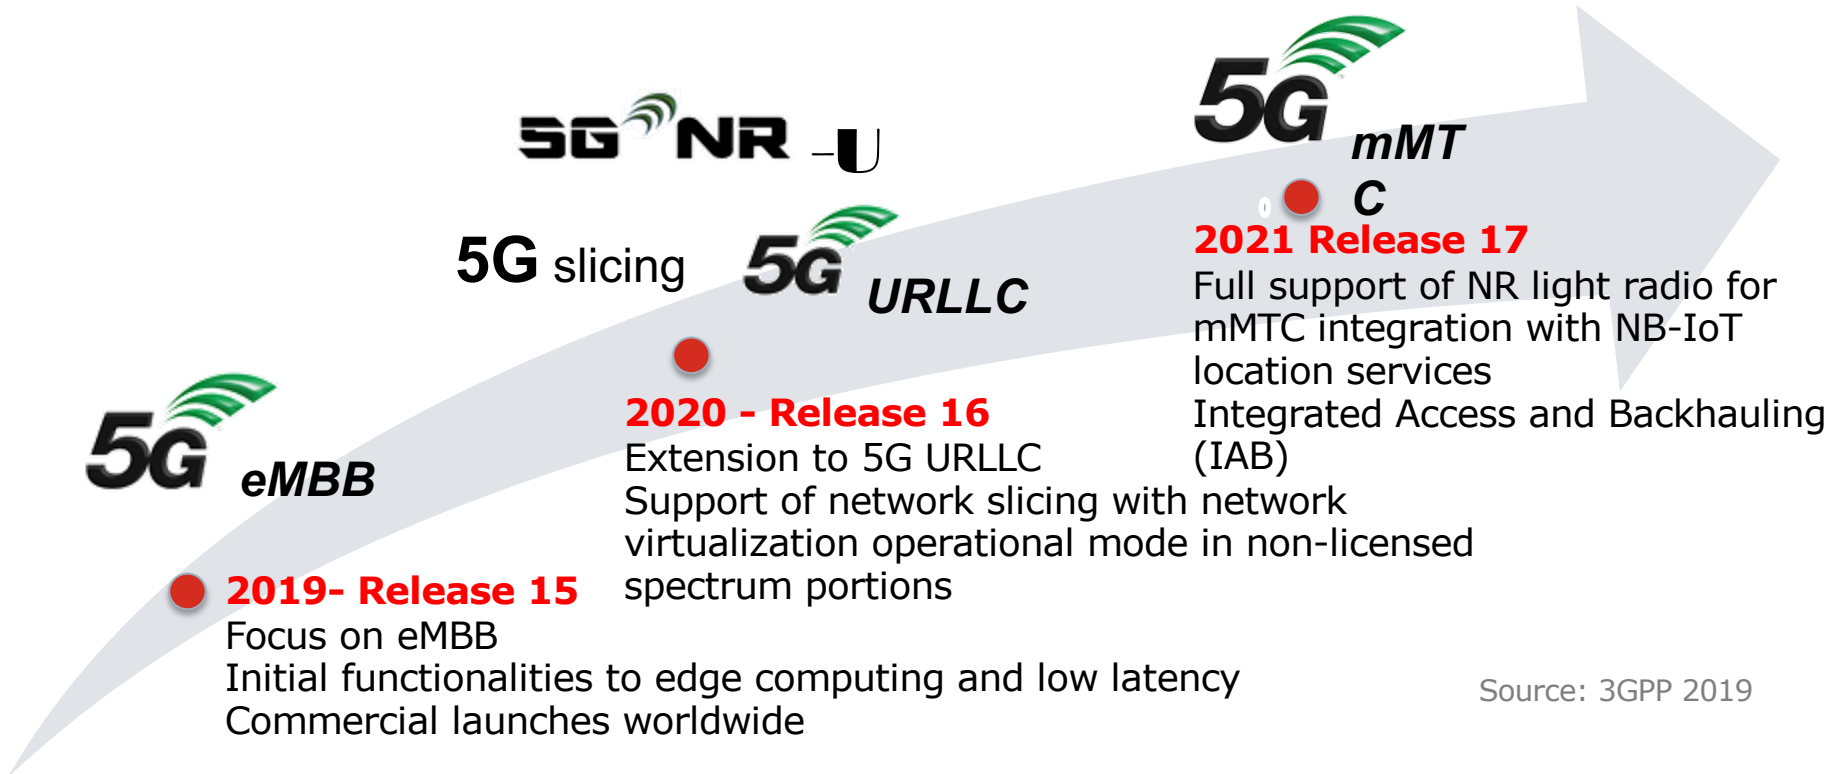 5G
mMT
C
5G NR -U
5G slicing
5G
URLLC
2021 Release 17
Full support of NR light radio for
mMTC integration with NB-IoT
location services
Integrated Access and Backhauling
(IAB)
5G
eMBB
2020 - Release 16
Extension to 5G URLLC
Support of network slicing with network
virtualization operational mode in non-licensed
spectrum portions
2019- Release 15
Focus on eMBB
Initial functionalities to edge computing and low latency
Commercial launches worldwide
Source: 3GPP 2019